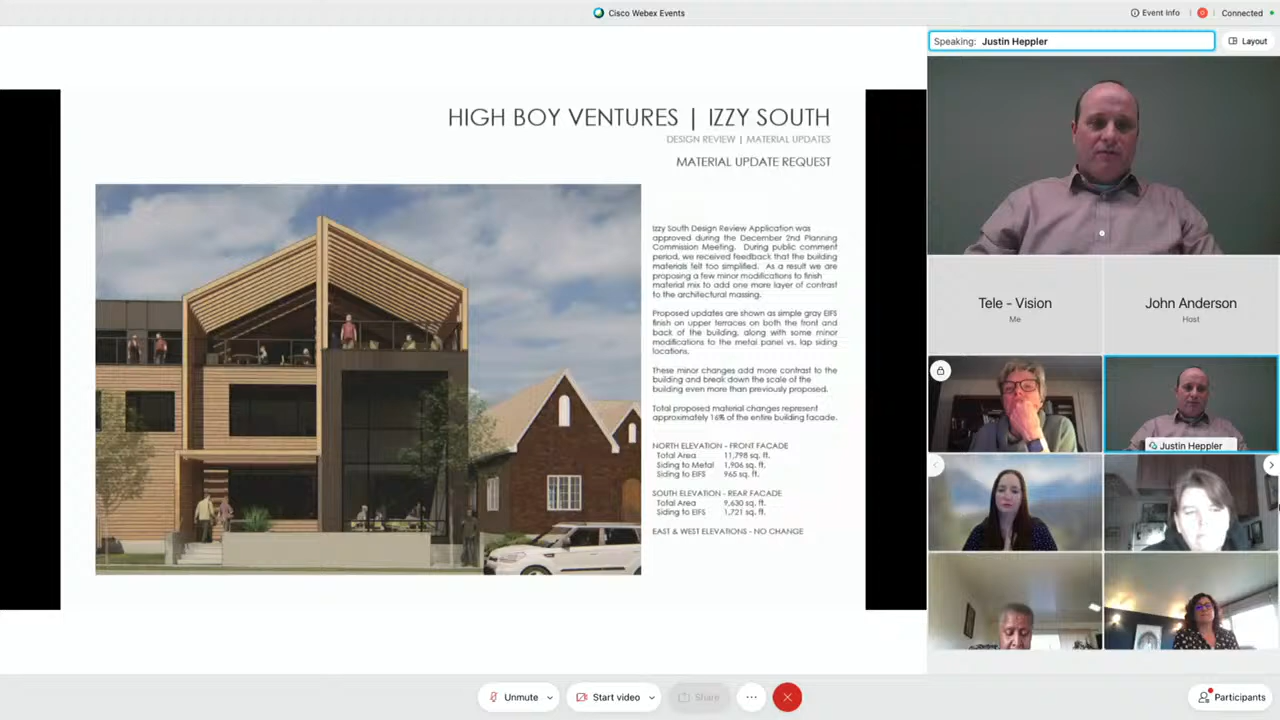 Cisco Webex Events
Event Info
Connected
Speaking: Justin Heppler
Layout
HIGH BOY VENTURES | IZZY SOUTH
DESIGN REVIEW | MATERIAL UPDATES
MATERIAL UPDATE REQUEST
Izzy South Design Review Application was
approved during the December 2nd Planning
Commission Meeting. During public comment
period, we received feedback that the building
materials felt too simplified. As a result we are
proposing a few minor modifications to finish
material mix to add one more layer of contrast
to the architectural massing.
Proposed updates are shown as simple gray EIFS
finish on upper terraces on both the front and
back of the building, along with some minor
modifications to the metal panel vs. lap siding
locations.
These minor changes add more contrast to the
building and break down the scale of the
building even more than previously proposed.
Total proposed material changes represent
approximately 16% of the entire building facade.
NORTH ELEVATION - FRONT FACADE
Total Area 11,798 sq. ft.
Siding to Metal 1,906 sq. ft.
Siding to EIFS 965 sq. ft.
SOUTH ELEVATION - REAR FACADE
Total Area 9,630 sq. ft.
Siding to EIFS 1,721 sq. ft.
EAST & WEST ELEVATIONS - NO CHANGE
Tele - Vision
Me
John Anderson
Host
Justin Heppler
Unmute
Start video
Share
Participants